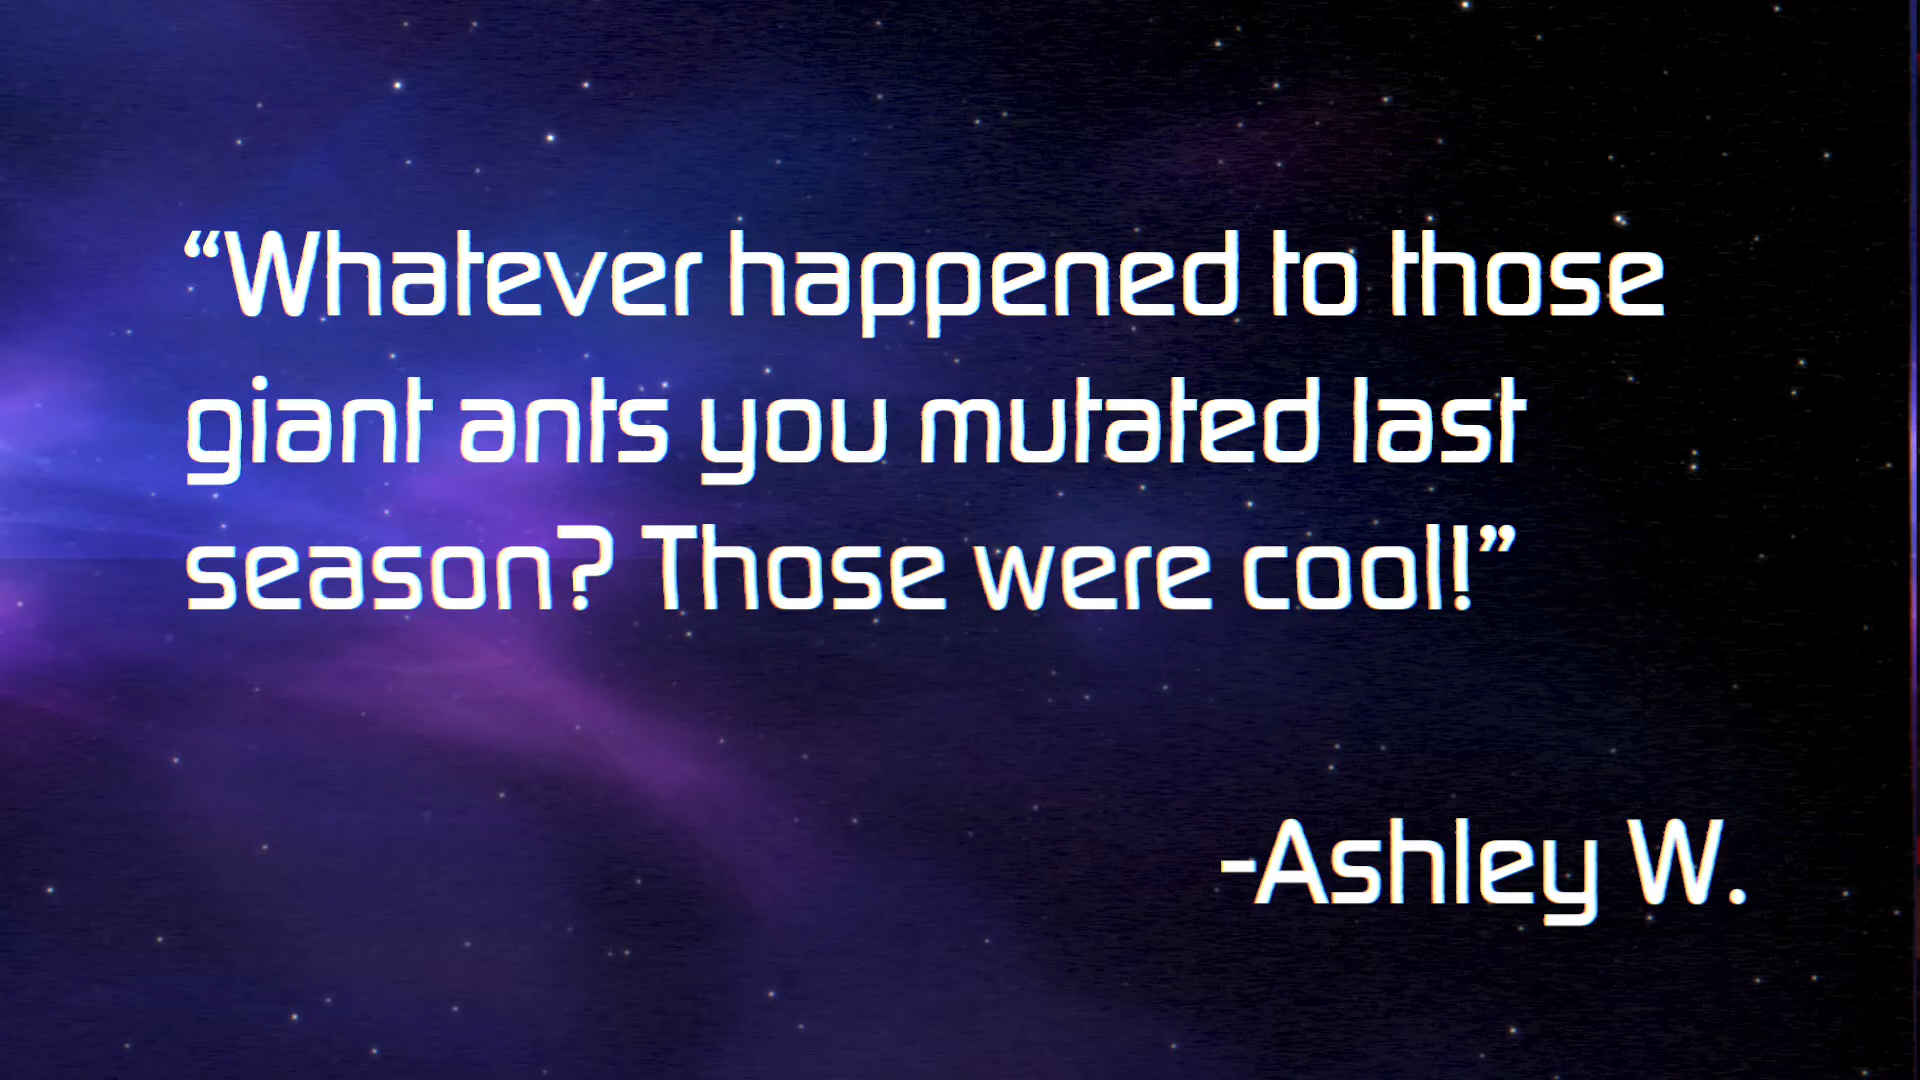 “Whatever happened to those
giant ants you mutated last
season? Those were cool!”
-Ashley W.